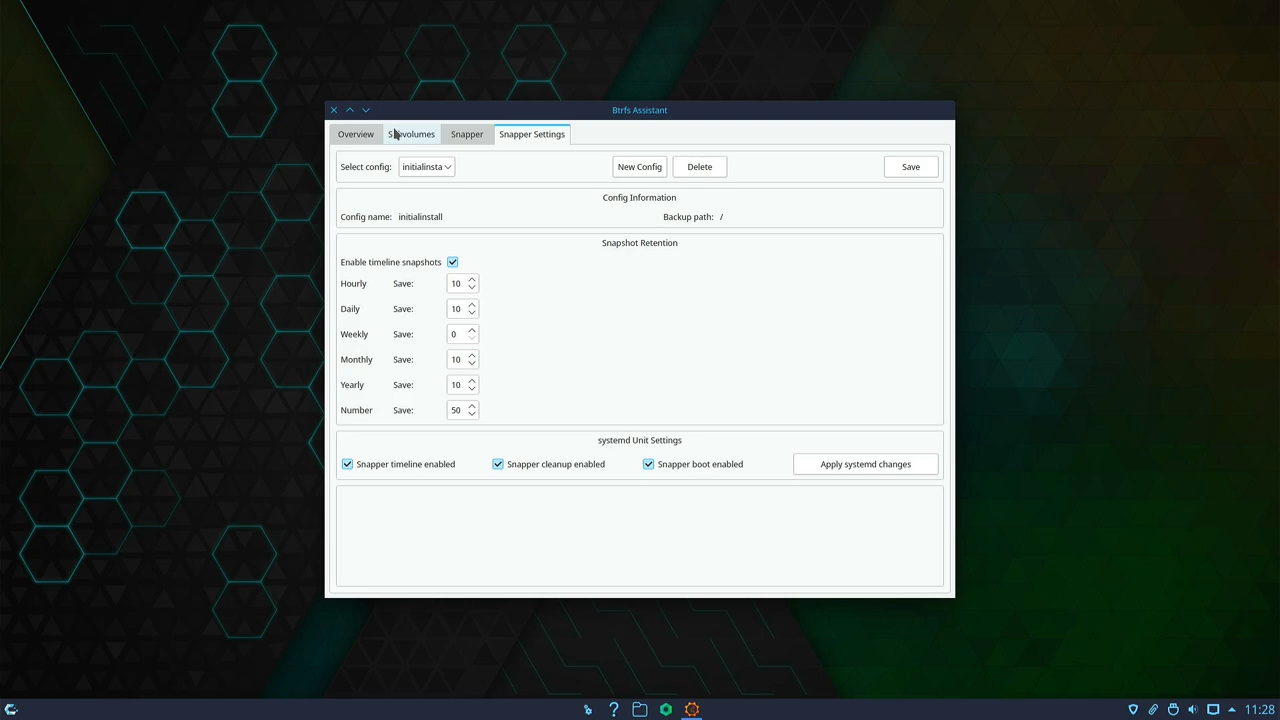 Btrfs Assistant
Overview Subvolumes Snapper Snapper Settings
Select config: initialinsta New Config Delete Save
Config Information
Config name: initialinstall Backup path: /
Snapshot Retention
Enable timeline snapshots
Hourly Save: 10
Daily Save: 10
Weekly Save: 0
Monthly Save: 10
Yearly Save: 10
Number Save: 50
systemd Unit Settings
Snapper timeline enabled Snapper cleanup enabled Snapper boot enabled Apply systemd changes
11:28